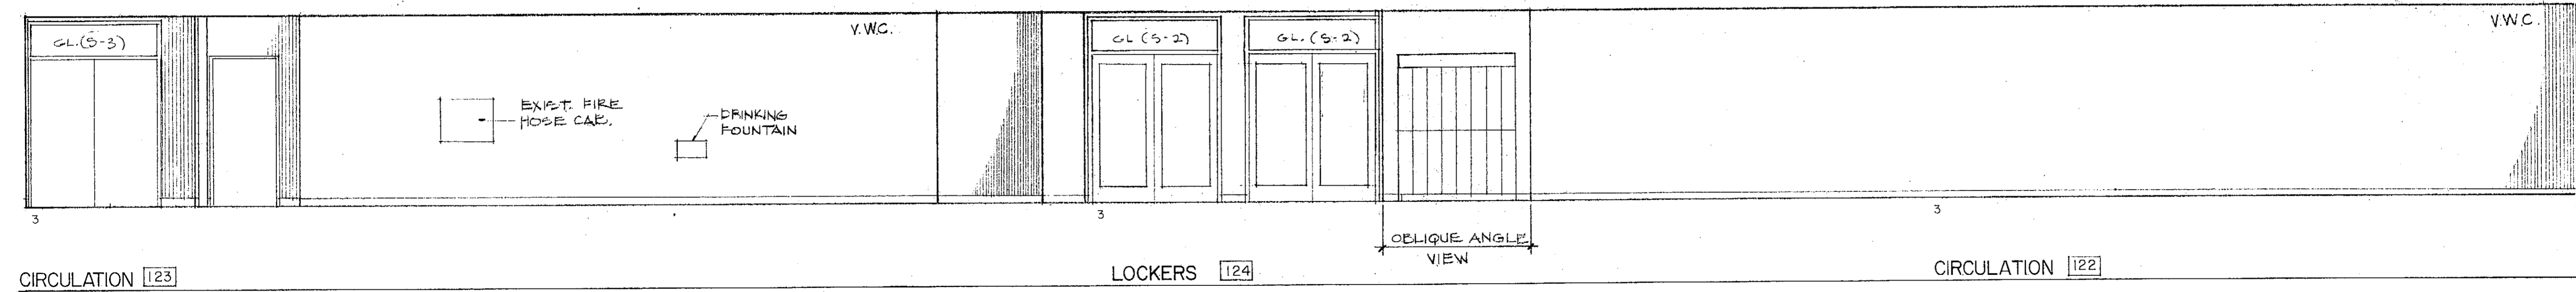 GL.(S-3)
V.W.C.
EXIST. FIRE
HOSE CAB.
DRINKING
FOUNTAIN
3
CIRCULATION 123
GL (S-2)
GL. (S-2)
3
OBLIQUE ANGLE
VIEW
LOCKERS 124
V.W.C.
3
CIRCULATION 122